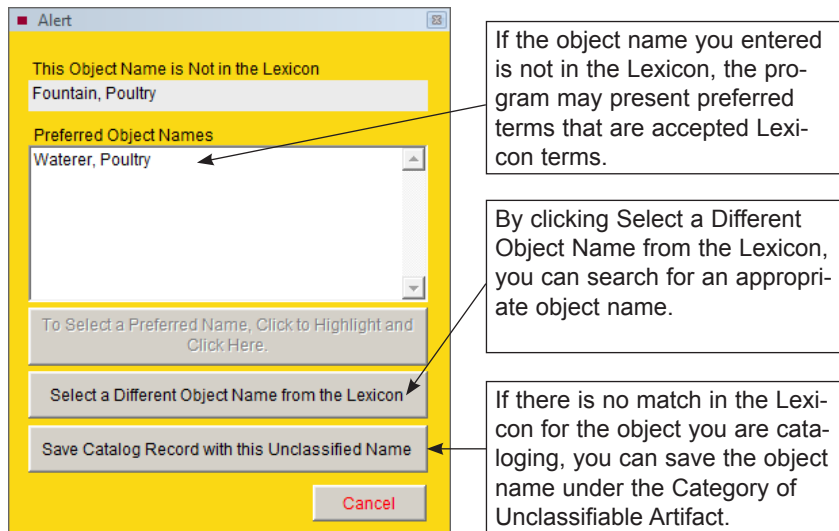 Alert
This Object Name is Not in the Lexicon
Fountain, Poultry
Preferred Object Names
Waterer, Poultry
To Select a Preferred Name, Click to Highlight and
Click Here.
Select a Different Object Name from the Lexicon
Save Catalog Record with this Unclassified Name
Cancel
If the object name you entered
is not in the Lexicon, the pro-
gram may present preferred
terms that are accepted Lexi-
con terms.
By clicking Select a Different
Object Name from the Lexicon,
you can search for an appropri-
ate object name.
If there is no match in the Lexi-
con for the object you are cata-
loging, you can save the object
name under the Category of
Unclassifiable Artifact.